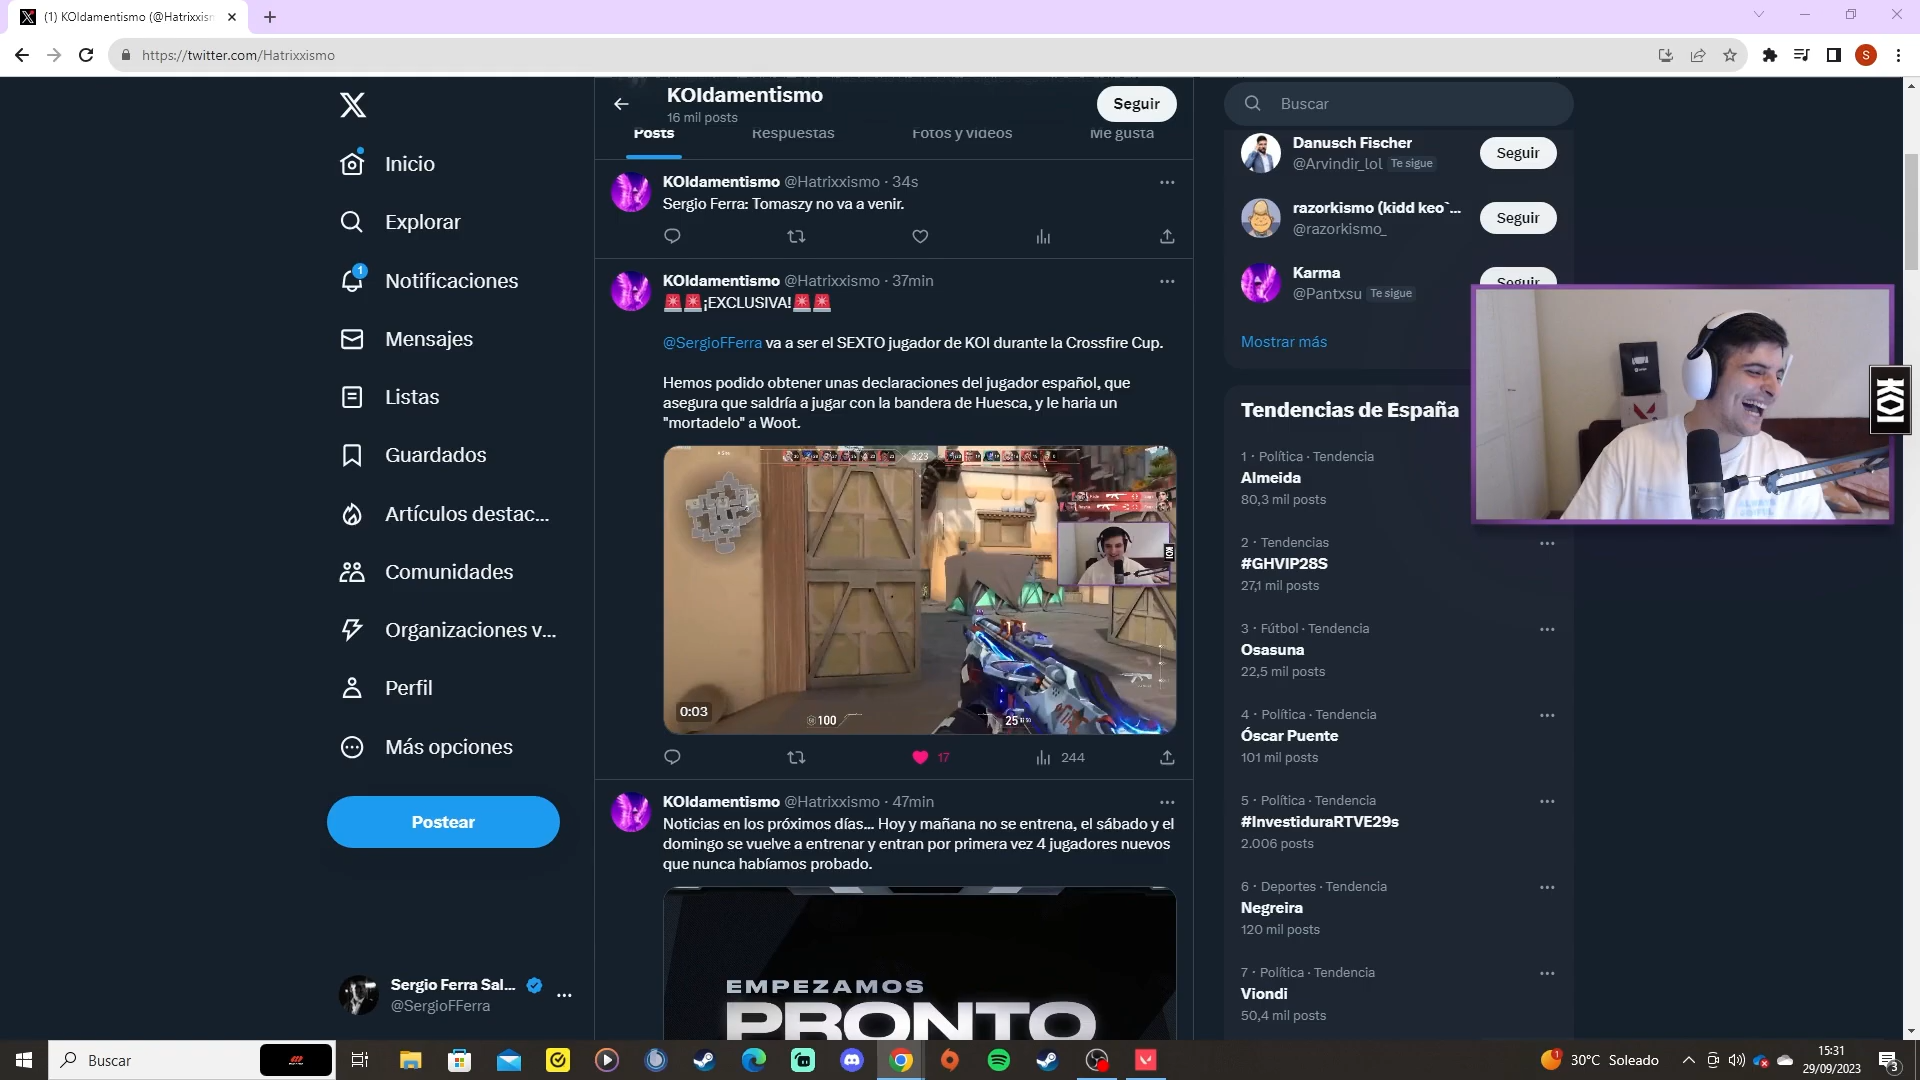 (1) KOIdamentismo (@Hatrixxism
https://twitter.com/Hatrixxismo
S
Inicio
Explorar
1
Notificaciones
Mensajes
Listas
Guardados
Artículos destac...
Comunidades
Organizaciones v...
Perfil
Más opciones
Postear
Sergio Ferra Sal...
@SergioFFerra
KOIdamentismo
16 mil posts
Seguir
Posts
Respuestas
Fotos y vídeos
Me gusta
KOIdamentismo @Hatrixxismo · 34s
Sergio Ferra: Tomaszy no va a venir.
KOIdamentismo @Hatrixxismo · 37min
🚨🚨¡EXCLUSIVA!🚨🚨
@SergioFFerra va a ser el SEXTO jugador de KOI durante la Crossfire Cup.
Hemos podido obtener unas declaraciones del jugador español, que
asegura que saldría a jugar con la bandera de Huesca, y le haria un
"mortadelo" a Woot.
3:23
KOI
0:03
100
25
17
244
KOIdamentismo @Hatrixxismo · 47min
Noticias en los próximos días... Hoy y mañana no se entrena, el sábado y el
domingo se vuelve a entrenar y entran por primera vez 4 jugadores nuevos
que nunca habíamos probado.
EMPEZAMOS
PRONTO
Buscar
Danusch Fischer
@Arvindir_lol Te sigue
Seguir
razorkismo (kidd keo`...
@razorkismo_
Seguir
Karma
@Pantxsu Te sigue
Seguir
Mostrar más
KOI
Tendencias de España
1 · Política · Tendencia
Almeida
80,3 mil posts
2 · Tendencias
#GHVIP28S
27,1 mil posts
3 · Fútbol · Tendencia
Osasuna
22,5 mil posts
4 · Política · Tendencia
Óscar Puente
101 mil posts
5 · Política · Tendencia
#InvestiduraRTVE29s
2.006 posts
6 · Deportes · Tendencia
Negreira
120 mil posts
7 · Política · Tendencia
Viondi
50,4 mil posts
Buscar
1
30°C Soleado
15:31
29/09/2023
3